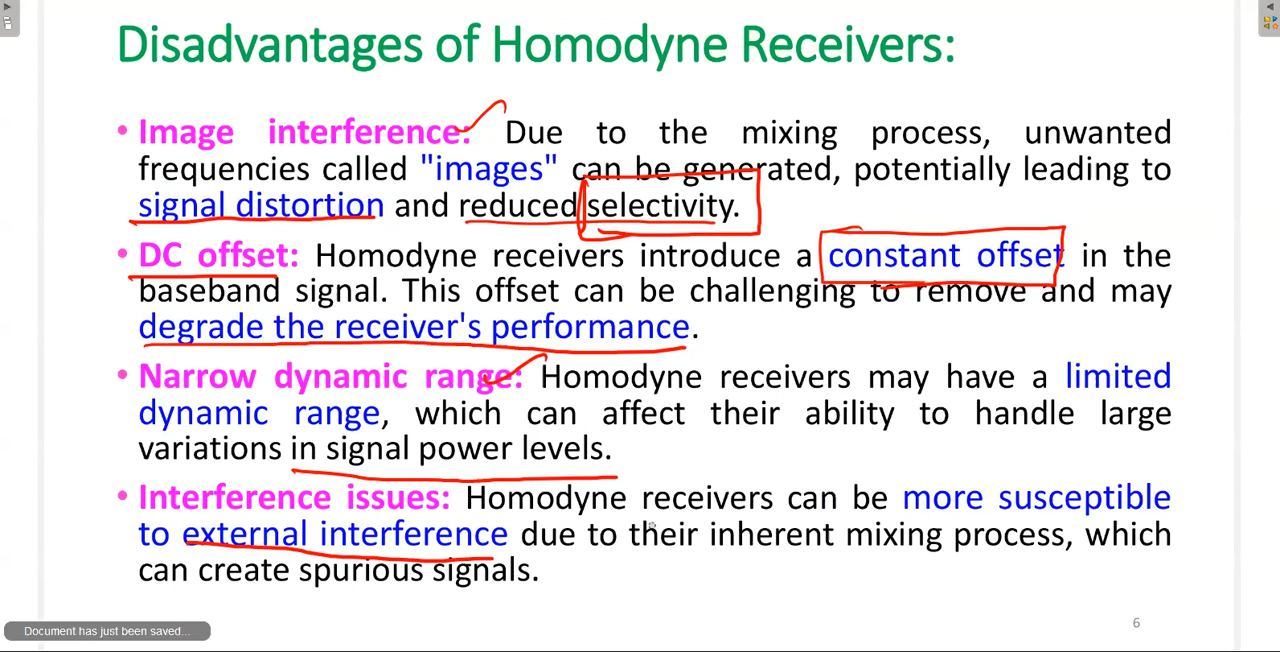 Disadvantages of Homodyne Receivers:
• Image interference: Due to the mixing process, unwanted
frequencies called "images" can be generated, potentially leading to
signal distortion and reduced selectivity.
• DC offset: Homodyne receivers introduce a constant offset in the
baseband signal. This offset can be challenging to remove and may
degrade the receiver's performance.
• Narrow dynamic range: Homodyne receivers may have a limited
dynamic range, which can affect their ability to handle large
variations in signal power levels.
• Interference issues: Homodyne receivers can be more susceptible
to external interference due to their inherent mixing process, which
can create spurious signals.
6
Document has just been saved...